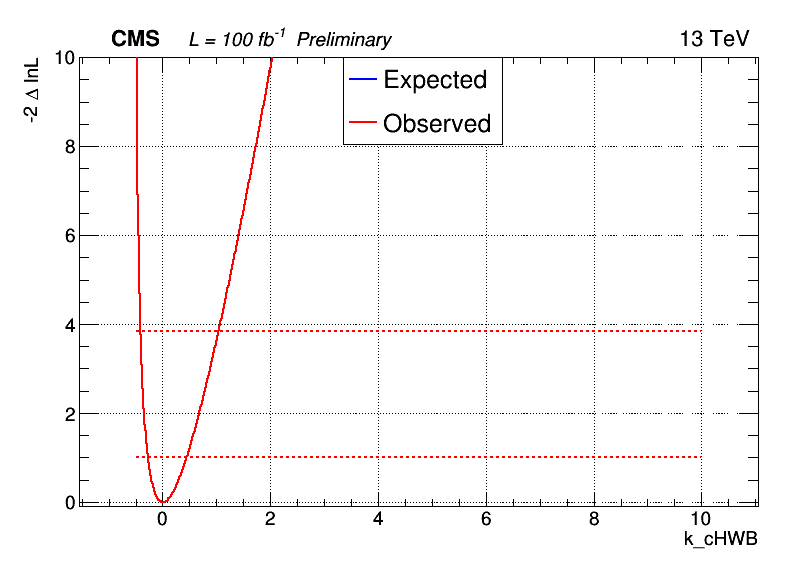 CMS L = 100 fb⁻¹ Preliminary 13 TeV
-2 Δ lnL
10
8
6
4
2
0
Expected
Observed
0 2 4 6 8 10
k_cHWB